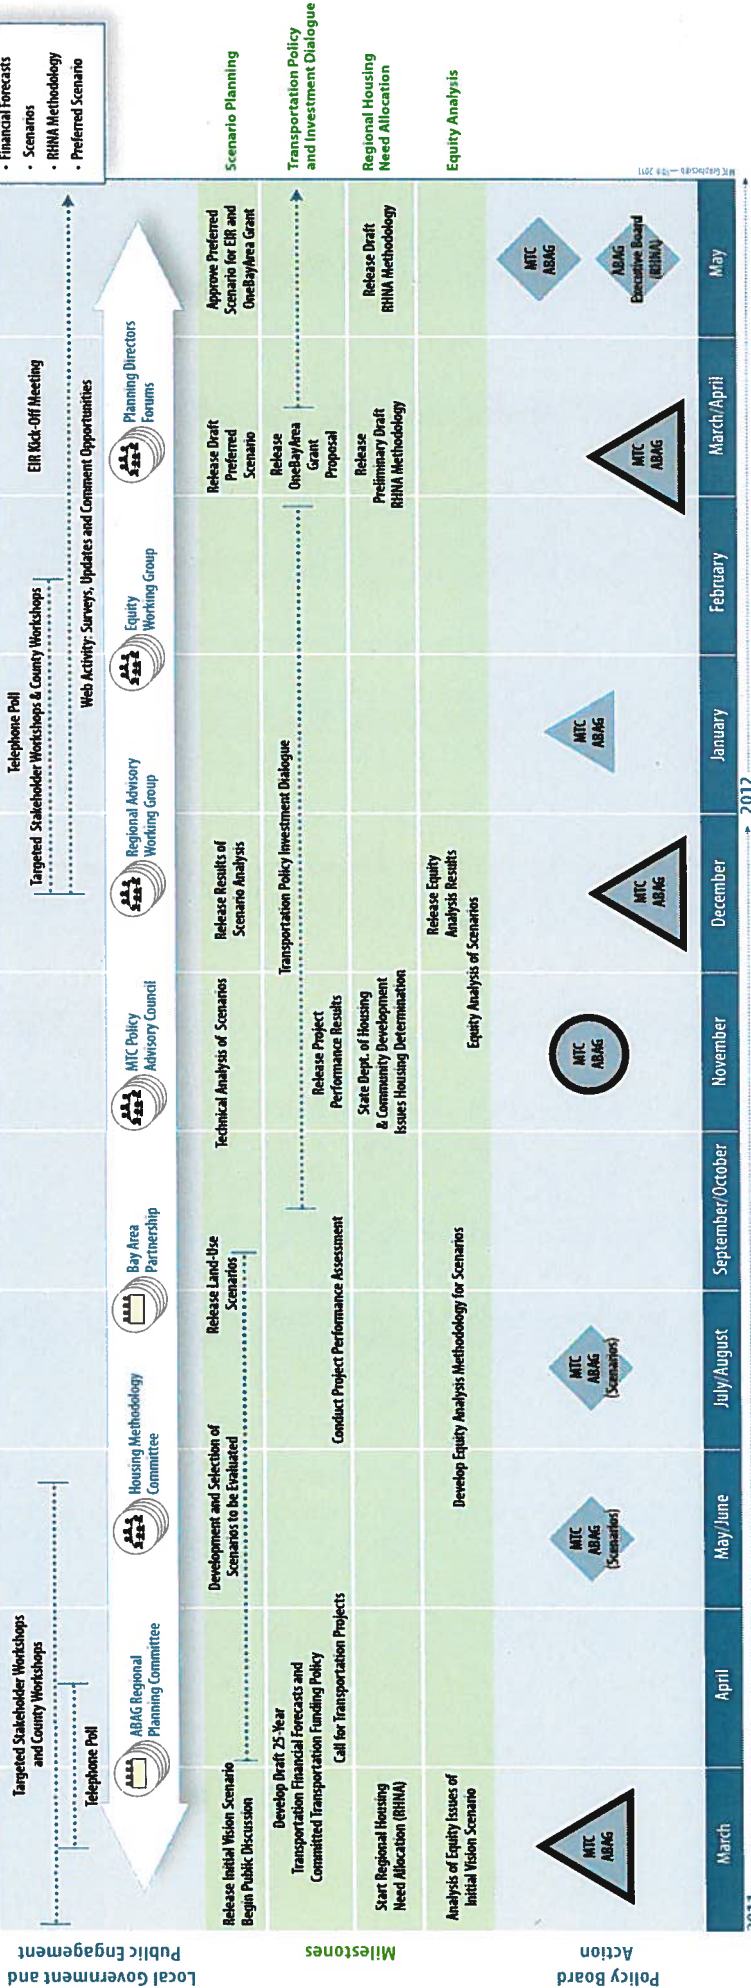 • Financial Forecasts
• Scenarios
• RHNA Methodology
• Preferred Scenario
Local Government and
Public Engagement
Targeted Stakeholder Workshops
and County Workshops
Telephone Poll
Telephone Poll
Targeted Stakeholder Workshops & County Workshops
EIR Kick-Off Meeting
Web Activity: Surveys, Updates and Comment Opportunities
ABAG Regional
Planning Committee
Housing Methodology
Committee
Bay Area
Partnership
MTC Policy
Advisory Council
Regional Advisory
Working Group
Equity
Working Group
Planning Directors
Forums
Milestones
Scenario Planning
Release Initial Vision Scenario
Begin Public Discussion
Development and Selection of
Scenarios to be Evaluated
Release Land-Use
Scenarios
Technical Analysis of Scenarios
Release Results of
Scenario Analysis
Release Draft
Preferred
Scenario
Approve Preferred
Scenario for EIR and
OneBayArea Grant
Transportation Policy
and Investment Dialogue
Develop Draft 25-Year
Transportation Financial Forecasts and
Committed Transportation Funding Policy
Call for Transportation Projects
Conduct Project Performance Assessment
Transportation Policy Investment Dialogue
Release Project
Performance Results
Release
OneBayArea
Grant
Proposal
Regional Housing
Need Allocation
Start Regional Housing
Need Allocation (RHNA)
State Dept. of Housing
& Community Development
Issues Housing Determination
Release
Preliminary Draft
RHNA Methodology
Release Draft
RHNA Methodology
Equity Analysis
Analysis of Equity Issues of
Initial Vision Scenario
Develop Equity Analysis Methodology for Scenarios
Release Equity
Analysis Results
Equity Analysis of Scenarios
Policy Board
Action
MTC
ABAG
MTC
ABAG
(Scenarios)
MTC
ABAG
(Scenarios)
MTC
ABAG
MTC
ABAG
MTC
ABAG
MTC
ABAG
MTC
ABAG
ABAG
Executive Board
(RHNA)
March
April
May/June
July/August
September/October
November
December
January
February
March/April
May
2011
2012